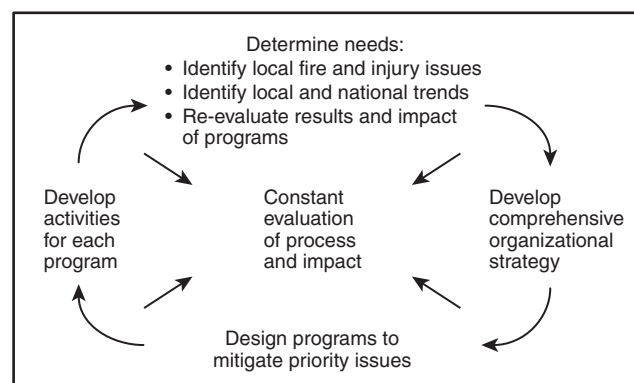 Determine needs:
• Identify local fire and injury issues
• Identify local and national trends
• Re-evaluate results and impact
of programs
Develop
activities
for each
program
Constant
evaluation
of process
and impact
Develop
comprehensive
organizational
strategy
Design programs to
mitigate priority issues